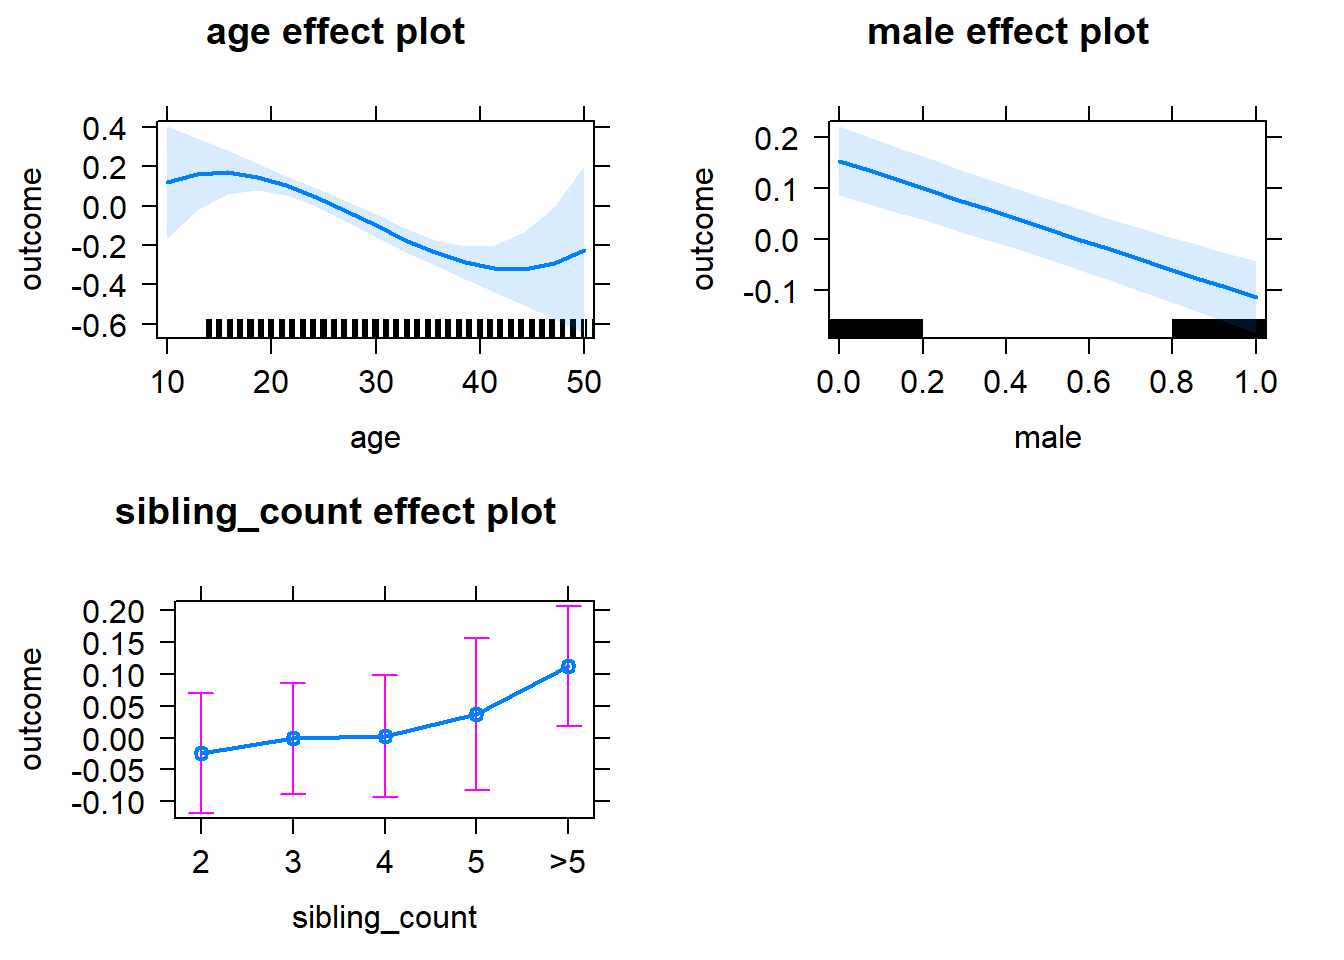 age effect plot
outcome
0.4
0.2
0.0
-0.2
-0.4
-0.6
10 20 30 40 50
age
male effect plot
outcome
0.2
0.1
0.0
-0.1
0.0 0.2 0.4 0.6 0.8 1.0
male
sibling_count effect plot
outcome
0.20
0.15
0.10
0.05
0.00
-0.05
-0.10
2 3 4 5 >5
sibling_count